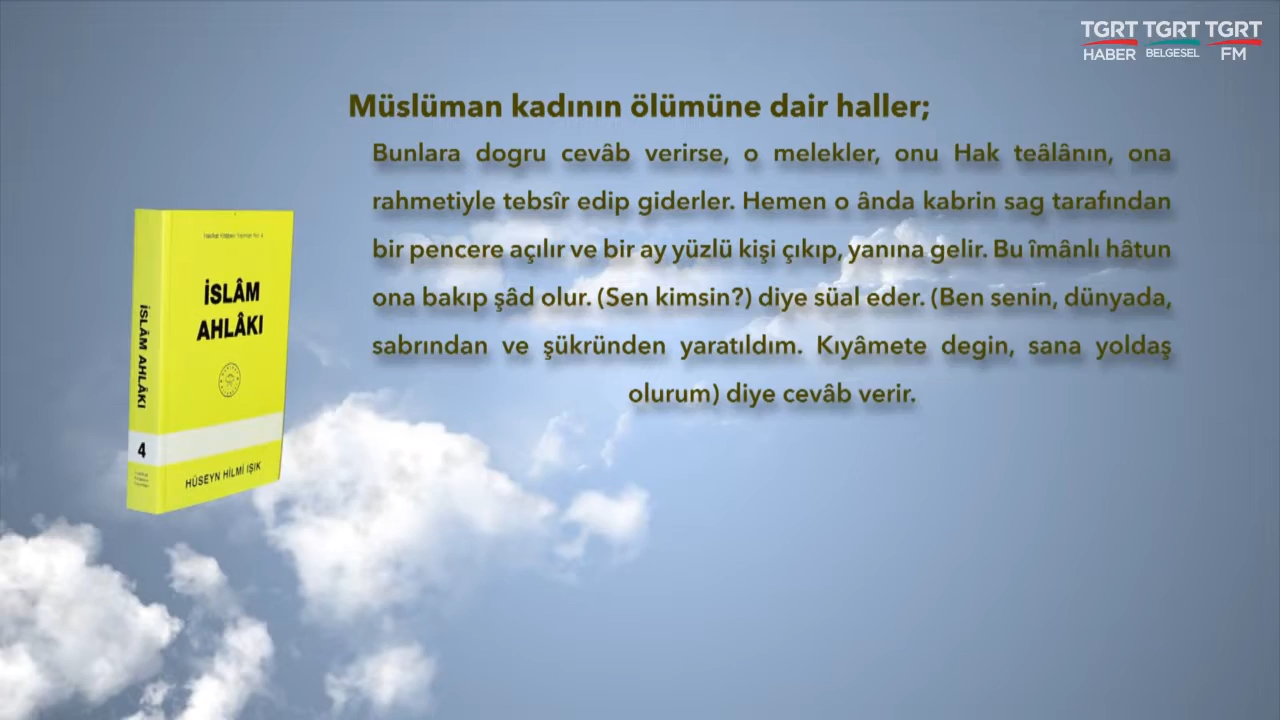 TGRT TGRT TGRT
HABER BELGESEL FM
Müslüman kadının ölümüne dair haller;
Bunlara dogru cevâb verirse, o melekler, onu Hak teâlânın, ona
rahmetiyle tebsîr edip giderler. Hemen o ânda kabrin sag tarafından
bir pencere açılır ve bir ay yüzlü kişi çıkıp, yanına gelir. Bu îmânlı hâtun
ona bakıp şâd olur. (Sen kimsin?) diye süal eder. (Ben senin, dünyada,
sabrından ve şükründen yaratıldım. Kıyâmete degin, sana yoldaş
olurum) diye cevâb verir.
İSLÂM
AHLÂKI
HÜSEYN HİLMİ IŞIK
İSLÂM AHLÂKI
4